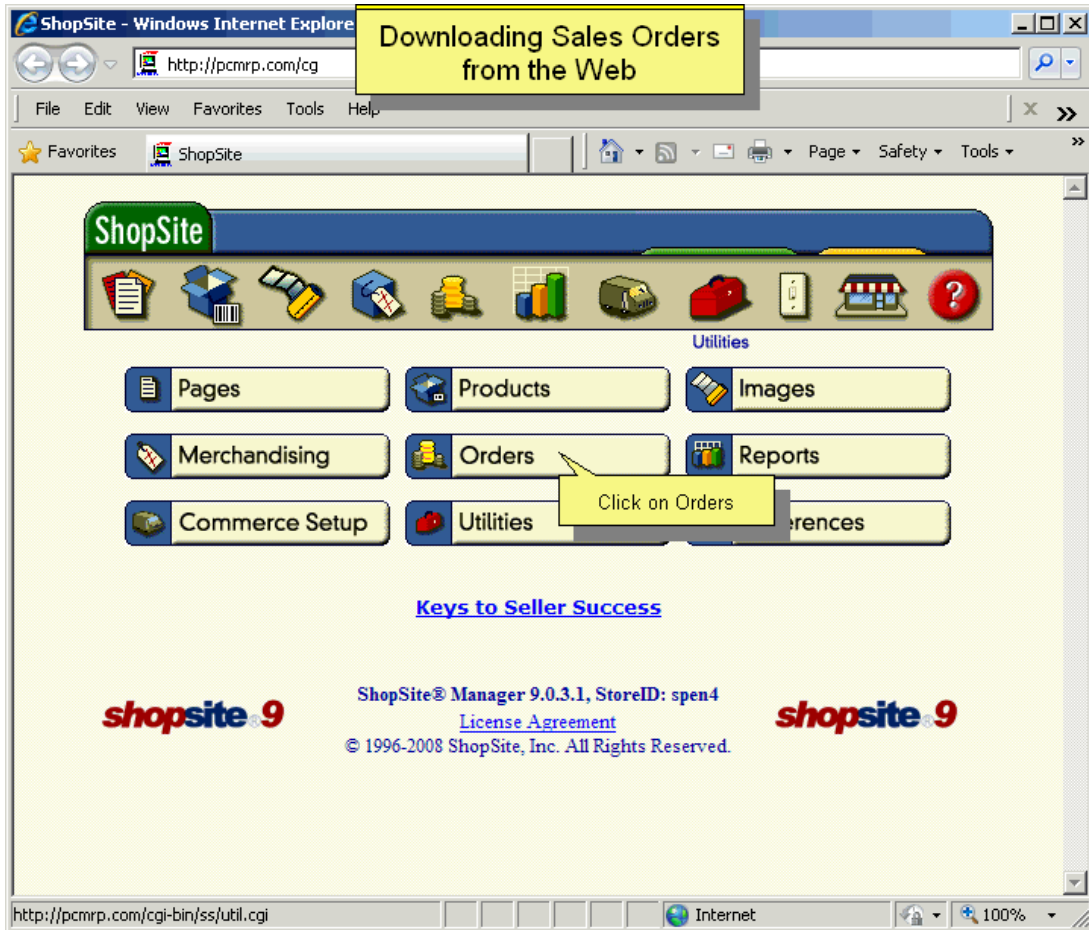 ShopSite - Windows Internet Explore
Downloading Sales Orders
from the Web
http://pcmrp.com/cg
File Edit View Favorites Tools Help
Favorites ShopSite Page Safety Tools
ShopSite
Utilities
Pages Products Images
Merchandising Orders Reports
Click on Orders
Commerce Setup Utilities erences
Keys to Seller Success
shopsite®9 ShopSite® Manager 9.0.3.1, StoreID: spen4 shopsite®9
License Agreement
© 1996-2008 ShopSite, Inc. All Rights Reserved.
http://pcmrp.com/cgi-bin/ss/util.cgi Internet 100%